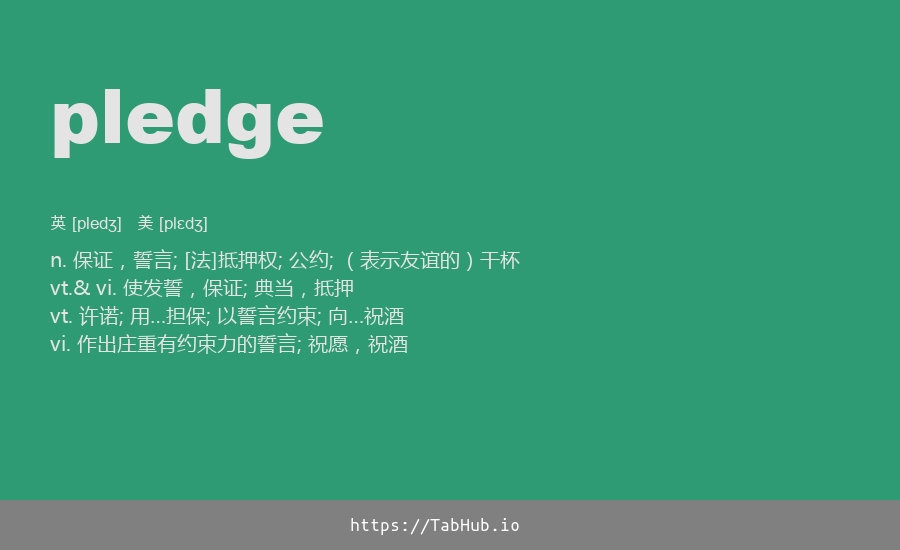 pledge
英 [pledʒ]   美 [plɛdʒ]
n. 保证，誓言; [法]抵押权; 公约; （表示友谊的）干杯
vt.& vi. 使发誓，保证; 典当，抵押
vt. 许诺; 用…担保; 以誓言约束; 向…祝酒
vi. 作出庄重有约束力的誓言; 祝愿，祝酒
https://TabHub.io